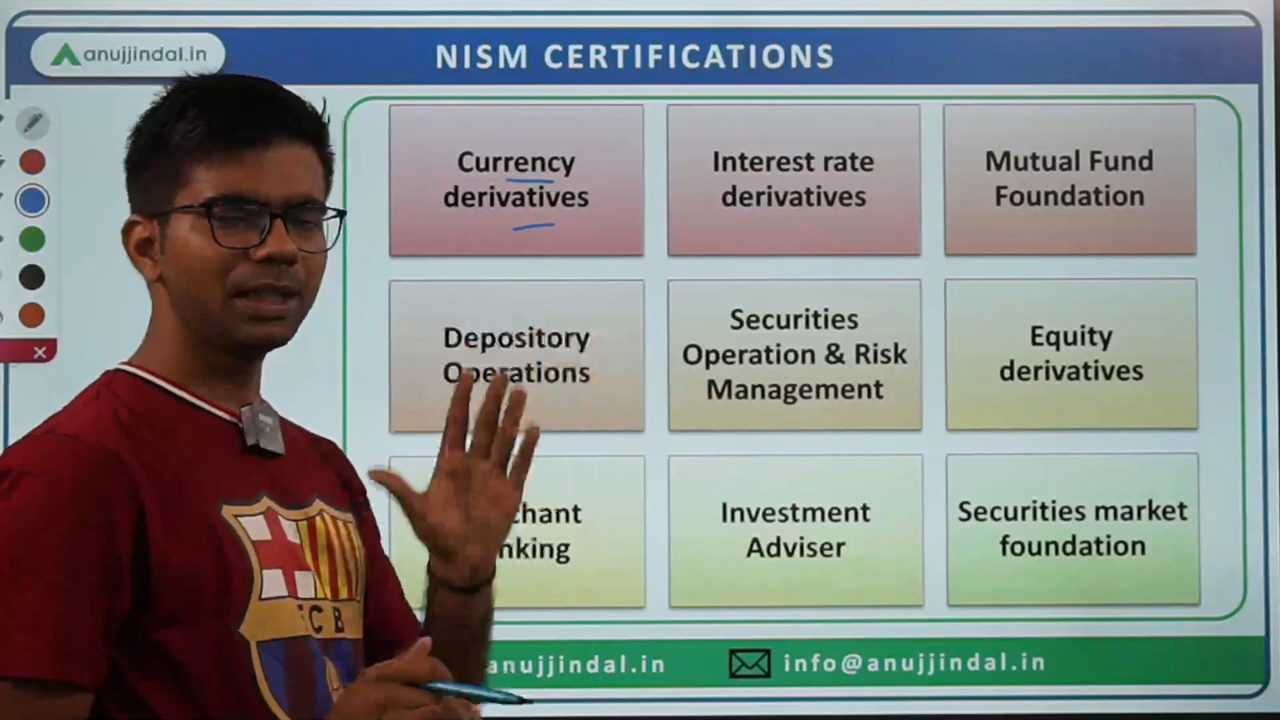 anujjindal.in
NISM CERTIFICATIONS
Currency
derivatives
Interest rate
derivatives
Mutual Fund
Foundation
Depository
Operations
Securities
Operation & Risk
Management
Equity
derivatives
Investment
Adviser
Securities market
foundation
FCB
anujjindal.in
info@anujjindal.in